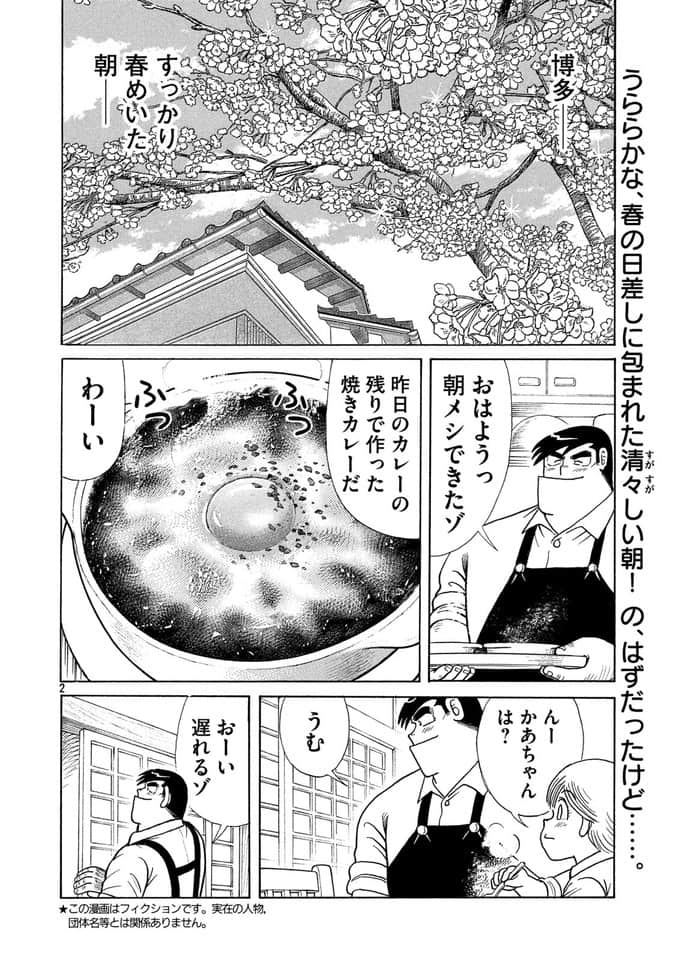 うららかな、春の日差しに包まれた清々しい朝！ の、はずだったけど……。
すがすが
博多──
すっかり
春めいた
朝──
おはようっ
朝メシできたゾ
昨日のカレーの
残りで作った
焼きカレーだ
ふっ
ふっ
わーい
んー
かあちゃん
は？
うむ
おーい
遅れるゾ
2
★この漫画はフィクションです。実在の人物、
団体名等とは関係ありません。